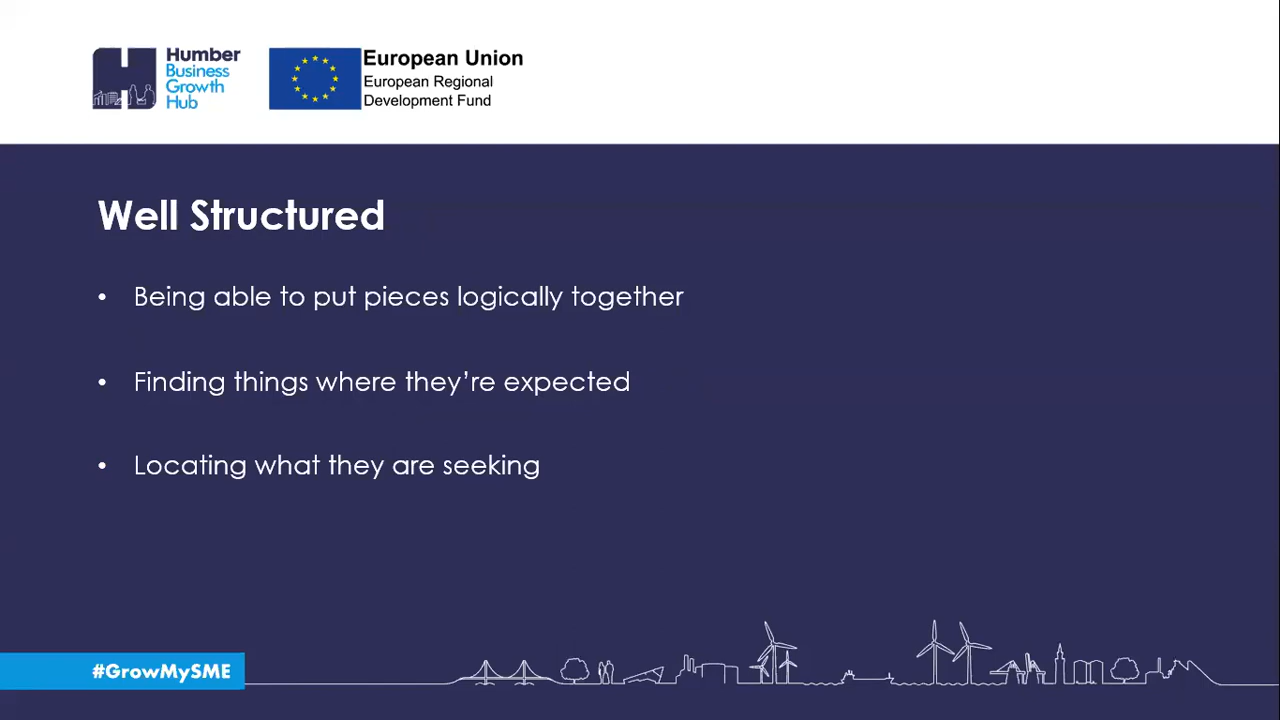 Humber
Business
Growth
Hub
European Union
European Regional
Development Fund
Well Structured
• Being able to put pieces logically together
• Finding things where they’re expected
• Locating what they are seeking
#GrowMySME